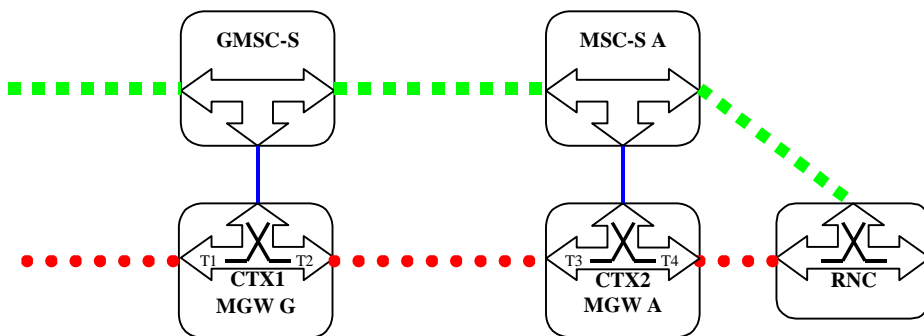 GMSC-S
MSC-S A
T1
T2
CTX1
MGW G
T3
T4
CTX2
MGW A
RNC